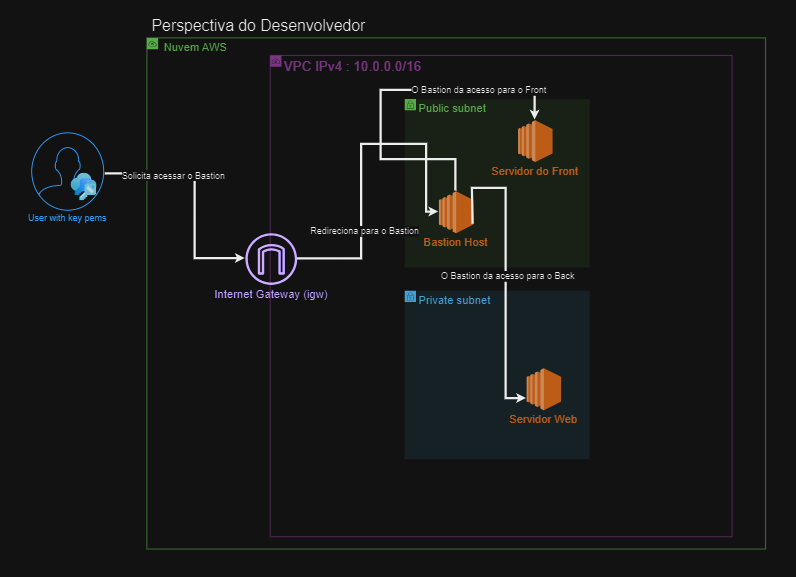 Perspectiva do Desenvolvedor
Nuvem AWS
VPC IPv4 : 10.0.0.0/16
O Bastion da acesso para o Front
Public subnet
Servidor do Front
Solicita acessar o Bastion
User with key pems
Redireciona para o Bastion
Bastion Host
O Bastion da acesso para o Back
Internet Gateway (igw)
Private subnet
Servidor Web